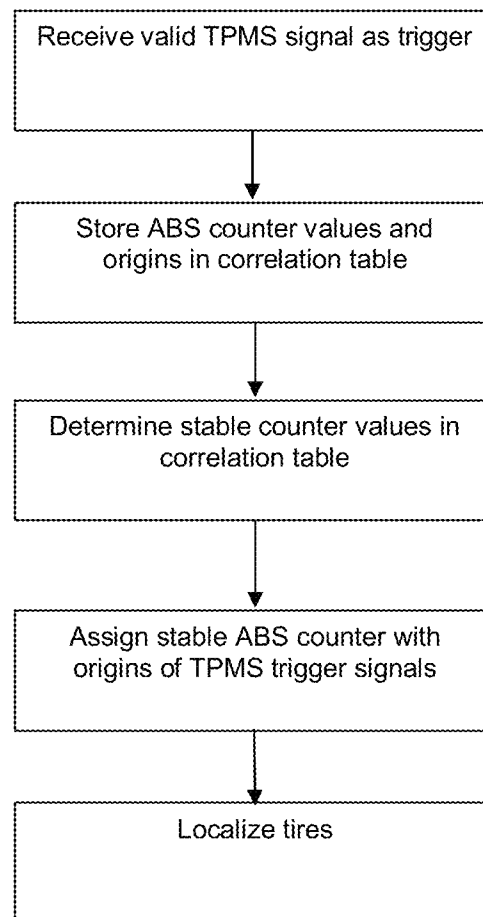 Receive valid TPMS signal as trigger
Store ABS counter values and
origins in correlation table
Determine stable counter values in
correlation table
Assign stable ABS counter with
origins of TPMS trigger signals
Localize tires